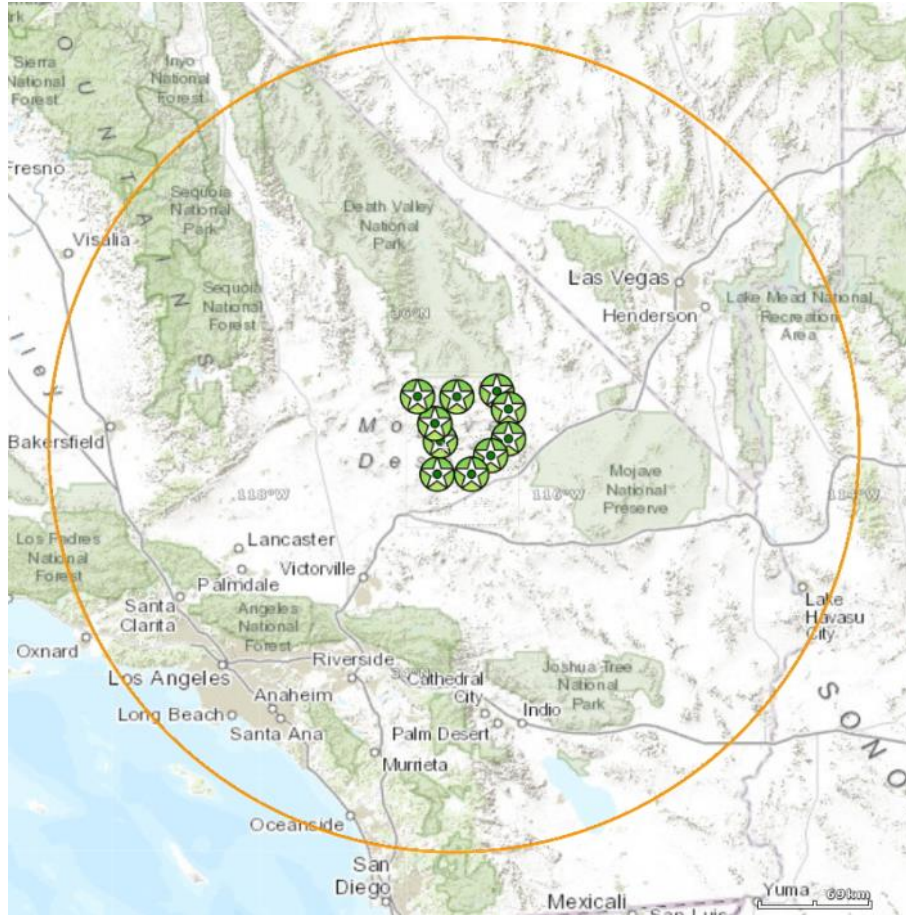 Sierra
National
Forest
Inyo
National
Forest
Fresno
Sequoia
National
Park
Visalia
Death Valley
National
Park
Las Vegas
Henderson
Lake Mead National
Recreation
Area
Sequoia
National
Forest
36°N
Bakersfield
118°W
116°W
114°W
Mojave
National
Preserve
Los Padres
National
Forest
Lancaster
Palmdale
Victorville
Santa
Clarita
Angeles
National
Forest
Lake
Havasu
City
Oxnard
Los Angeles
Riverside
Cathedral
City
Joshua Tree
National
Park
Anaheim
Long Beach
Santa Ana
Palm Desert
Indio
Murrieta
Oceanside
San
Diego
Mexicali
Yuma
69km